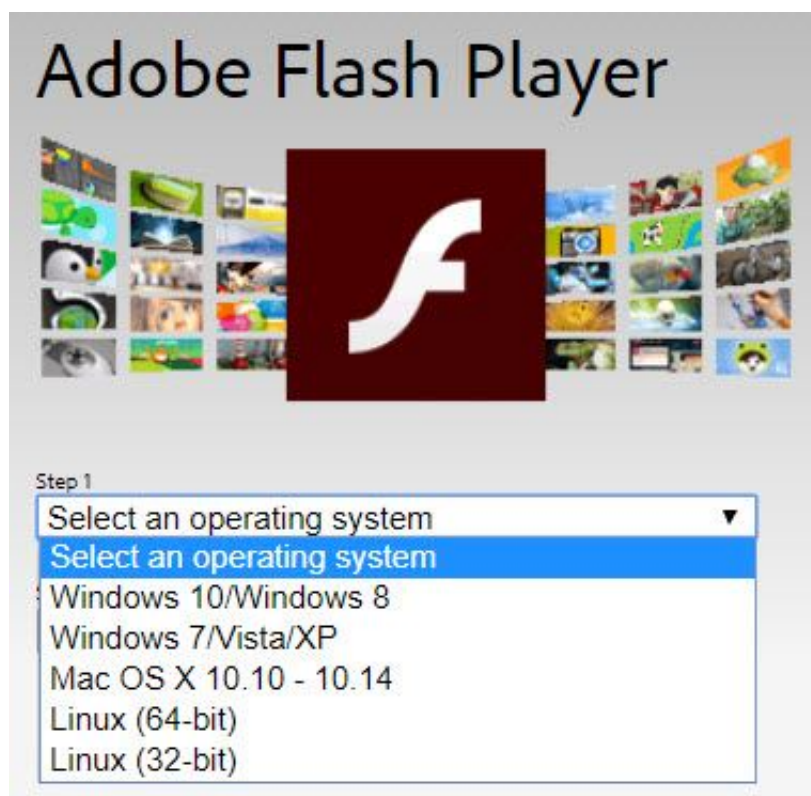 Adobe Flash Player
Step 1
Select an operating system
Select an operating system
Windows 10/Windows 8
Windows 7/Vista/XP
Mac OS X 10.10 - 10.14
Linux (64-bit)
Linux (32-bit)